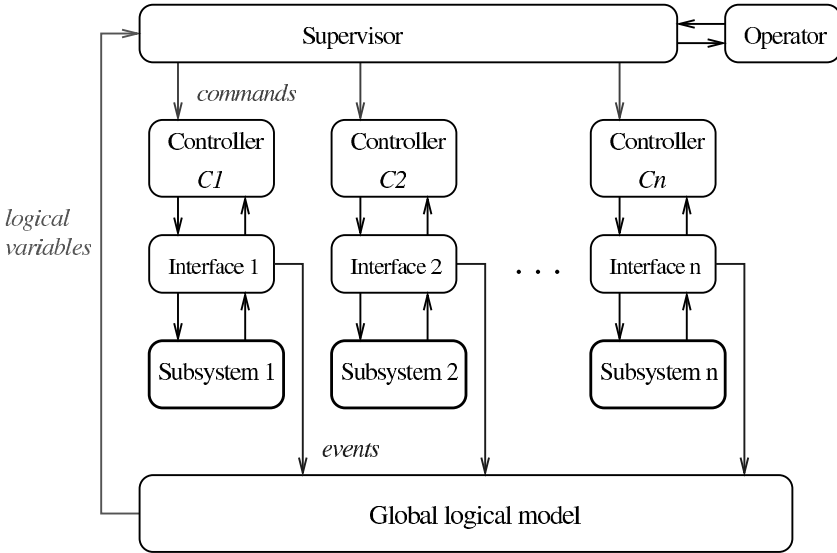 Supervisor
Operator
commands
Controller
C1
Controller
C2
Controller
Cn
logical
variables
Interface 1
Interface 2
. . .
Interface n
Subsystem 1
Subsystem 2
Subsystem n
events
Global logical model